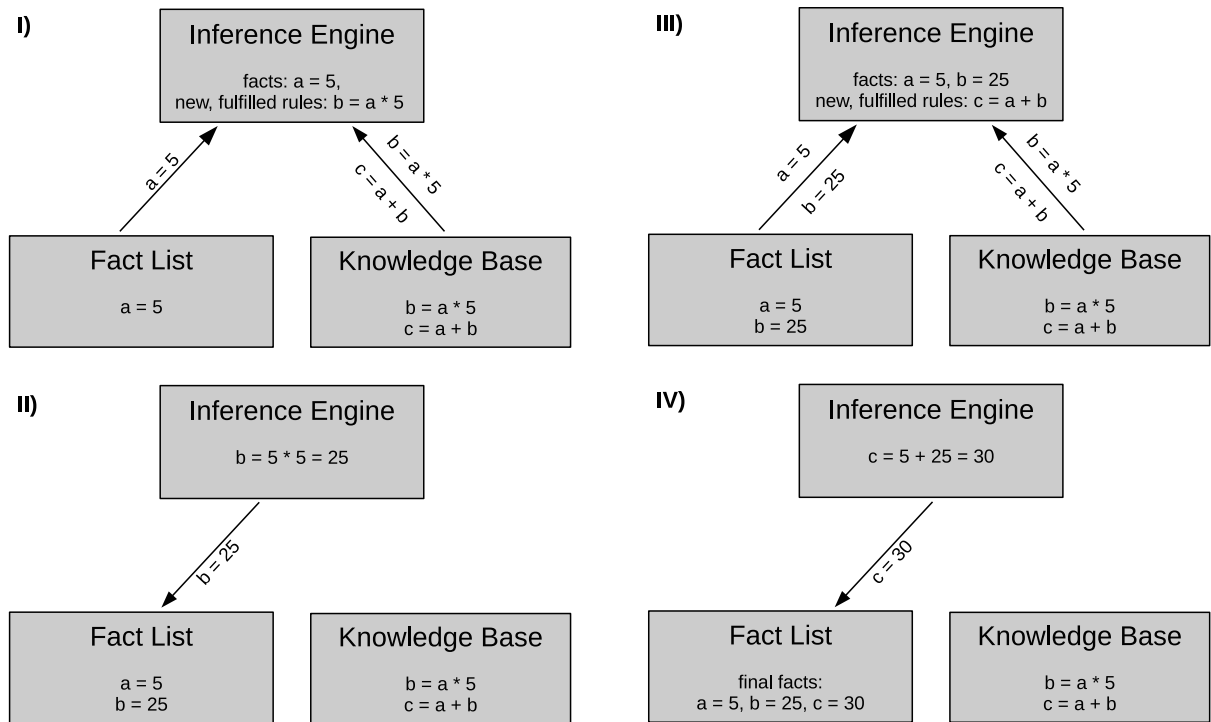 I)
Inference Engine
facts: a = 5,
new, fulfilled rules: b = a * 5
a = 5
b = a * 5
c = a + b
Fact List
a = 5
Knowledge Base
b = a * 5
c = a + b
II)
Inference Engine
b = 5 * 5 = 25
b = 25
Fact List
a = 5
b = 25
Knowledge Base
b = a * 5
c = a + b
III)
Inference Engine
facts: a = 5, b = 25
new, fulfilled rules: c = a + b
a = 5
b = 25
b = a * 5
c = a + b
Fact List
a = 5
b = 25
Knowledge Base
b = a * 5
c = a + b
IV)
Inference Engine
c = 5 + 25 = 30
c = 30
Fact List
final facts:
a = 5, b = 25, c = 30
Knowledge Base
b = a * 5
c = a + b